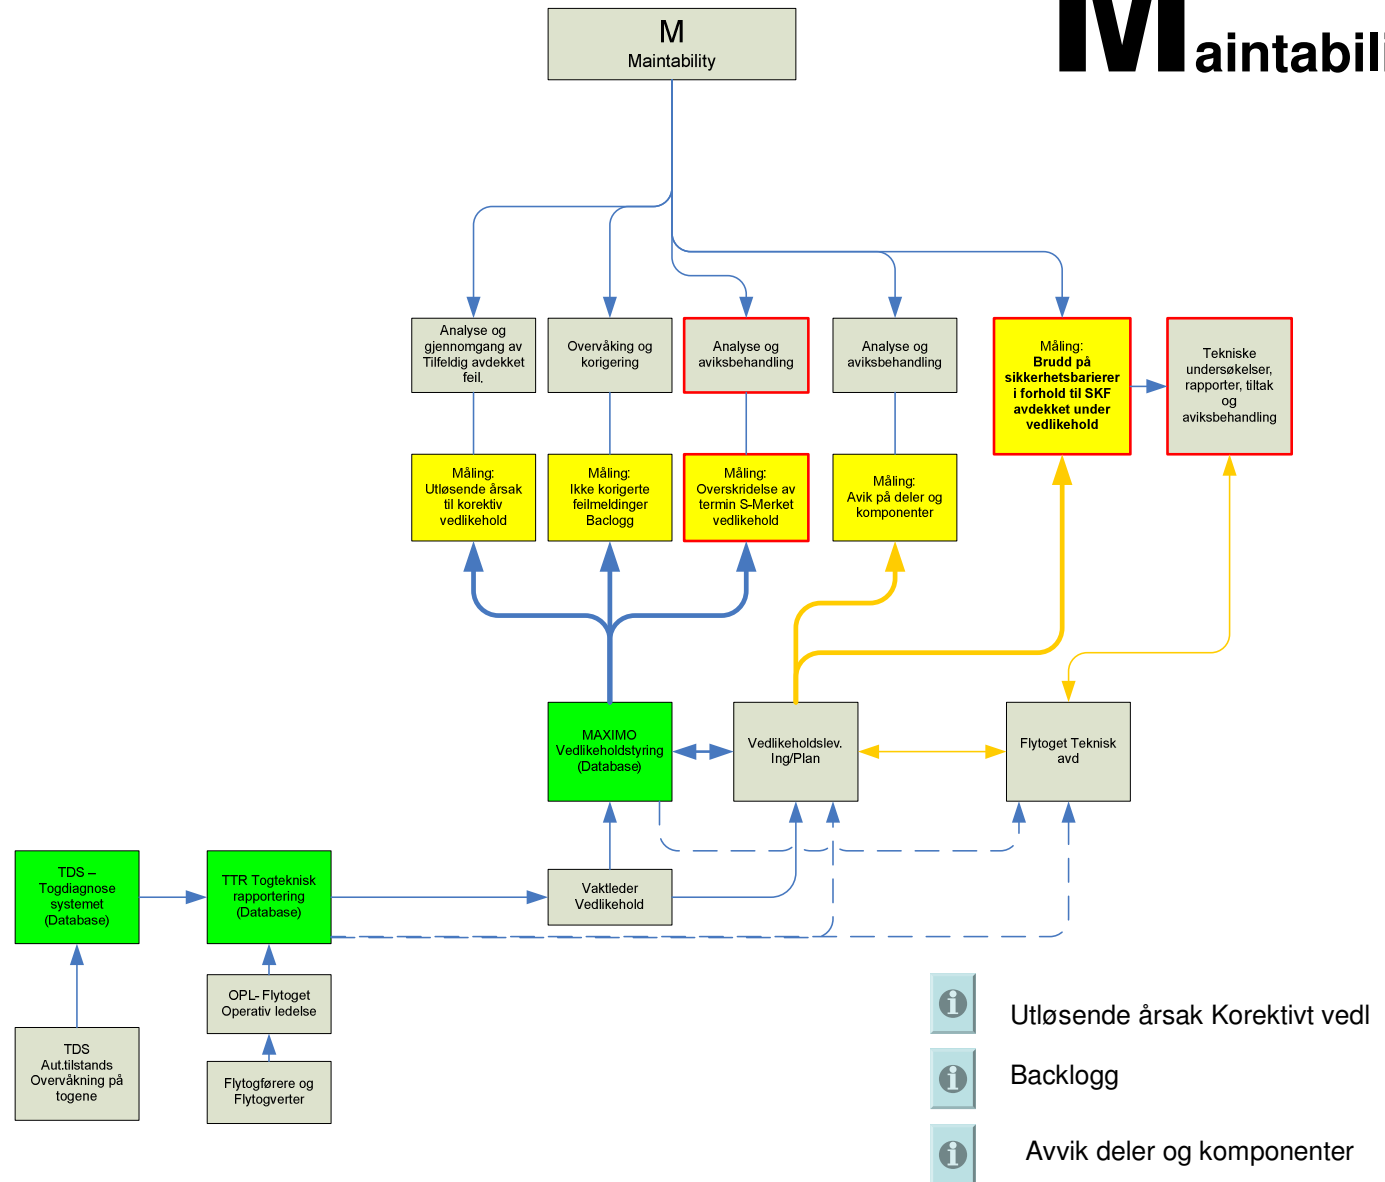 M
Maintability
Maintabili
Analyse og
gjennomgang av
Tilfeldig avdekket
feil.
Overvåking og
korigering
Analyse og
aviksbehandling
Analyse og
aviksbehandling
Måling:
Brudd på
sikkerhetsbarierer
i forhold til SKF
avdekket under
vedlikehold
Tekniske
undersøkelser,
rapporter, tiltak
og
aviksbehandling
Måling:
Utløsende årsak
til korektiv
vedlikehold
Måling:
Ikke korigerte
feilmeldinger
Baclogg
Måling:
Overskridelse av
termin S-Merket
vedlikehold
Måling:
Avik på deler og
komponenter
MAXIMO
Vedlikeholdstyring
(Database)
Vedlikeholdslev.
Ing/Plan
Flytoget Teknisk
avd
TDS –
Togdiagnose
systemet
(Database)
TTR Togteknisk
rapportering
(Database)
Vaktleder
Vedlikehold
OPL- Flytoget
Operativ ledelse
TDS
Aut.tilstands
Overvåkning på
togene
Flytogførere og
Flytogverter
Utløsende årsak Korektivt vedl
Backlogg
Avvik deler og komponenter